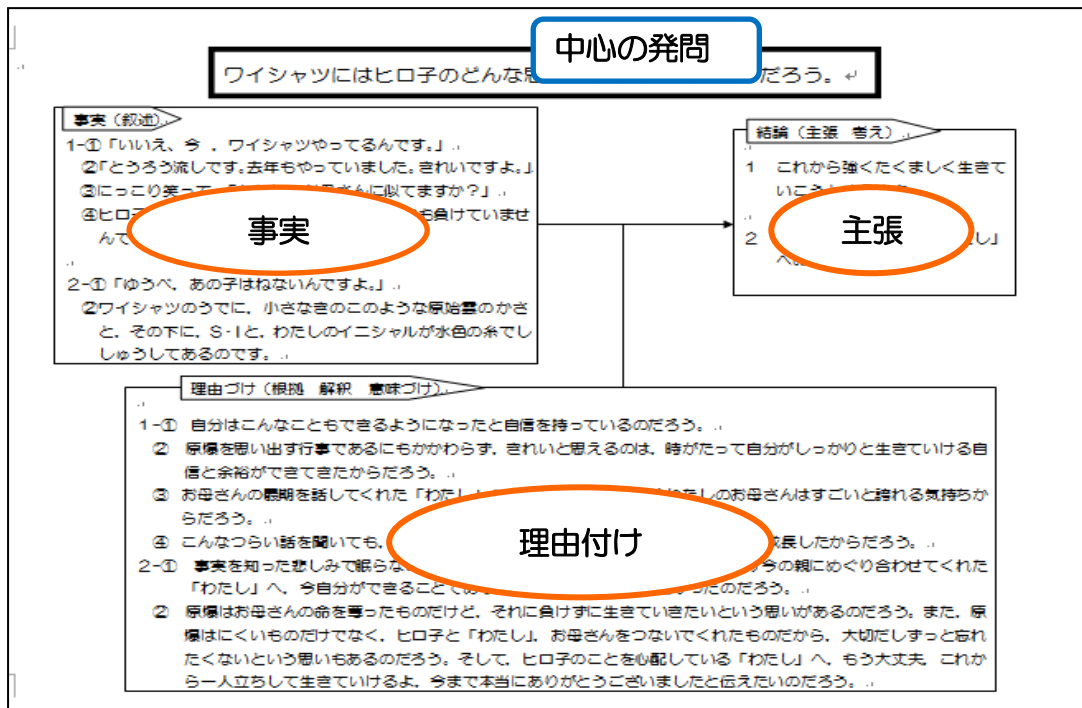 中心の発問
ワイシャツにはヒロ子のどんな思 だろう。
事実（叙述）
1-①「いいえ、今，ワイシャツやってるんです。」
②「とうろう流しです。去年もやっていました。きれいですよ。」
③にっこり笑って、 さんに似てますか？」
④ヒロ子 も負けていませ
んで
事実
2-①「ゆうべ，あの子はねないんですよ。」
②ワイシャツのうでに，小さなきのこのような原始雲のかさ
と，その下に，S・Iと，わたしのイニシャルが水色の糸でし
しゅうしてあるのです。
結論（主張 考え）
1 これから強くたくましく生きて
いこうと
主張
2 たし」
へ
理由づけ（根拠 解釈 意味づけ）
1-① 自分はこんなこともできるようになったと自信を持っているのだろう。
② 原爆を思い出す行事であるにもかかわらず，きれいと思えるのは，時がたって自分がしっかりと生きていける自
信と余裕ができてきたからだろう。
③ お母さんの最期を話してくれた「わたし」 わたしのお母さんはすごいと誇れる気持ちか
らだろう。
④ こんなつらい話を聞いても， 成長したからだろう。
理由付け
2-① 事実を知った悲しみで眠らな 今の親にめぐり合わせてくれた
「わたし」へ，今自分ができることで ったのだろう。
② 原爆はお母さんの命を奪ったものだけど，それに負けずに生きていきたいという思いがあるのだろう。また，原
爆はにくいものだけでなく，ヒロ子と「わたし」，お母さんをつないでくれたものだから，大切だしずっと忘れ
たくないという思いもあるのだろう。そして，ヒロ子のことを心配している「わたし」へ，もう大丈夫，これか
ら一人立ちして生きていけるよ，今まで本当にありがとうございましたと伝えたいのだろう。